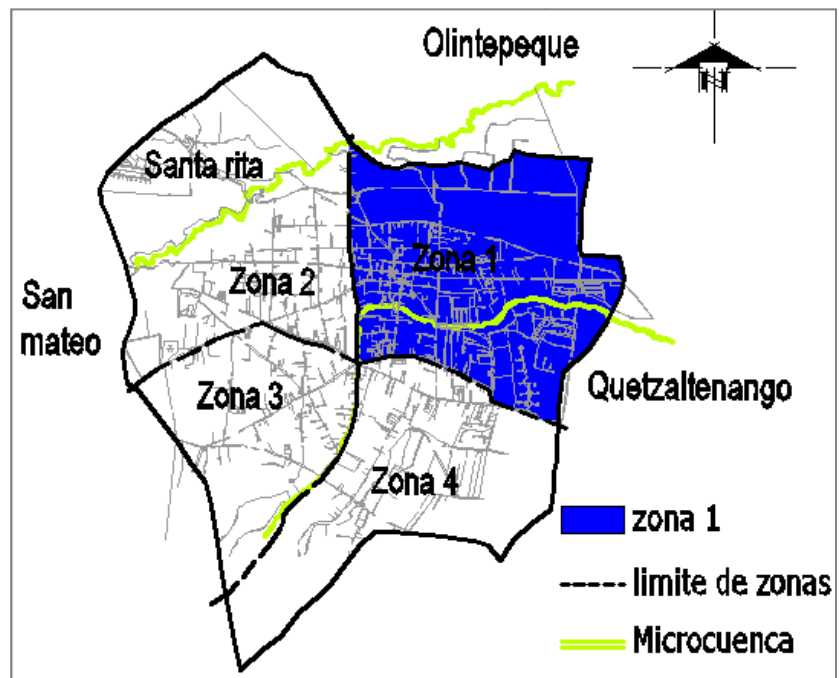 Olintepeque
Santa rita
Zona 1
Zona 2
San
mateo
Zona 3
Quetzaltenango
Zona 4
zona 1
limite de zonas
Microcuenca